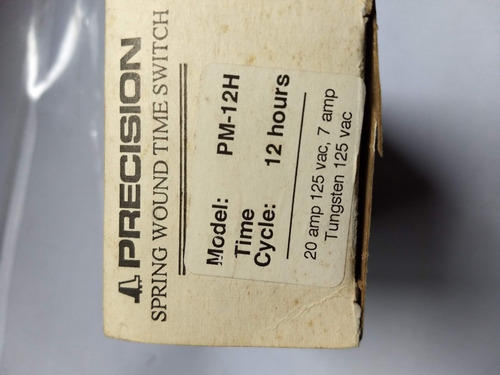 PRECISION
SPRING WOUND TIME SWITCH
Model: PM-12H
Time
Cycle: 12 hours
20 amp 125 vac, 7 amp
Tungsten 125 vac